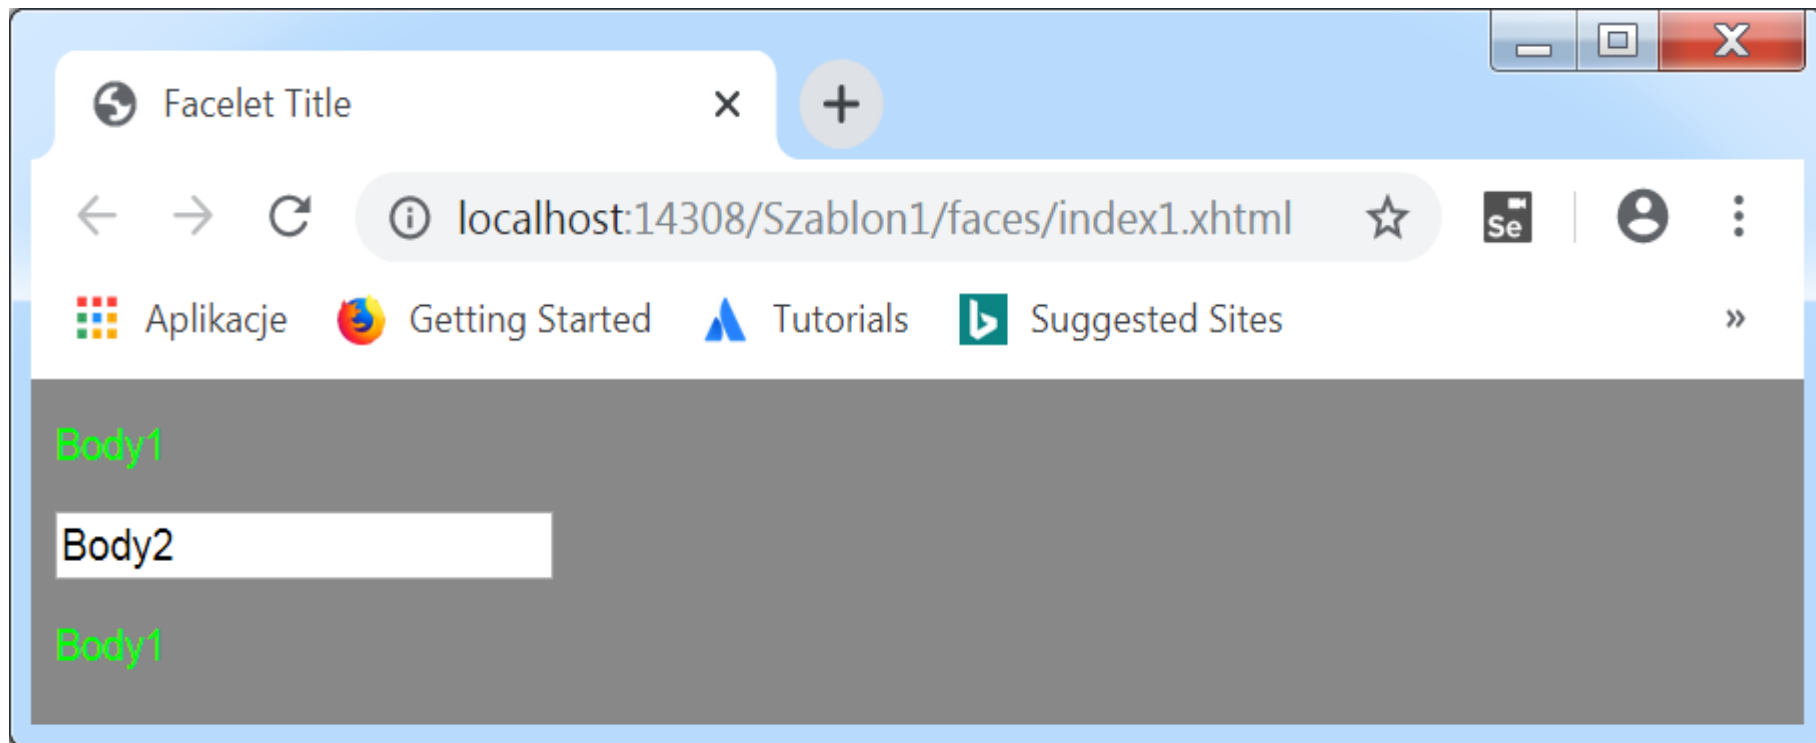 Facelet Title
localhost:14308/Szablon1/faces/index1.xhtml
Se
Aplikacje Getting Started Tutorials Suggested Sites »
Body1
Body2
Body1